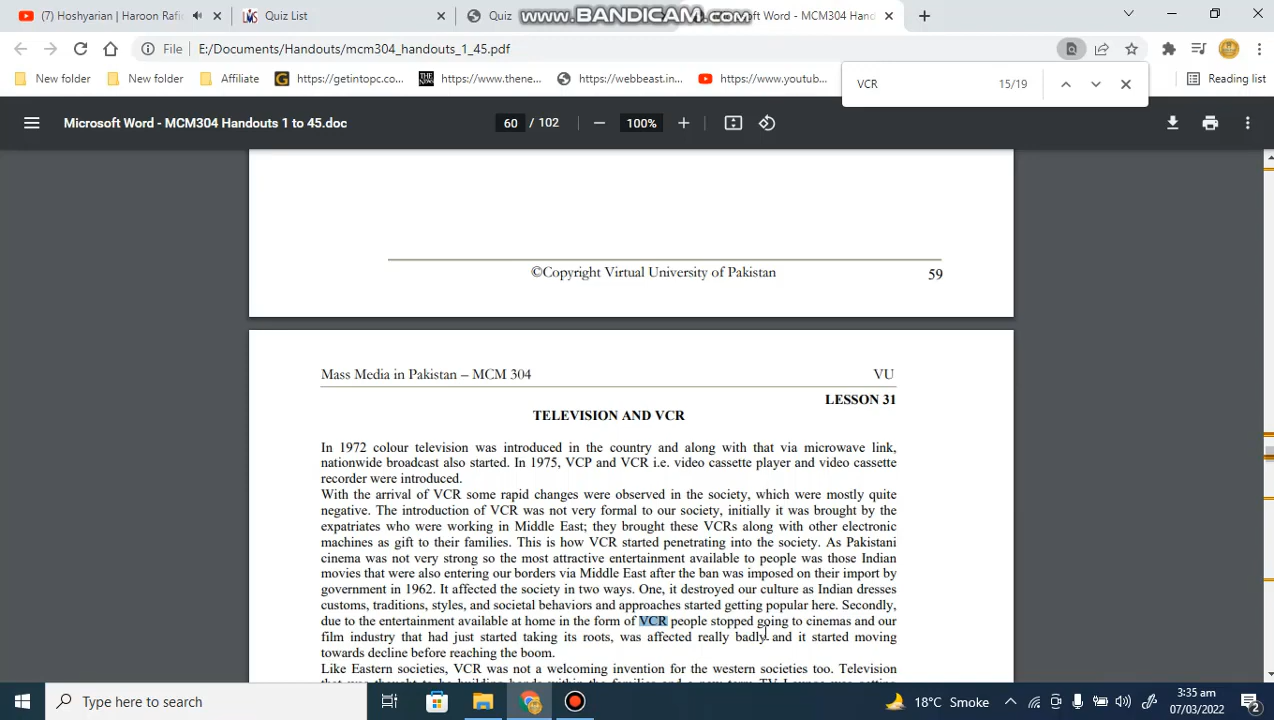 (7) Hoshyarian | Haroon Rafi
Quiz List
Quiz
www.BANDICAM.com
soft Word - MCM304 Hand
File
E:/Documents/Handouts/mcm304_handouts_1_45.pdf
New folder
New folder
Affiliate
https://getintopc.co...
https://www.thene...
https://webbeast.in...
https://www.youtub...
Reading list
VCR
15/19
Microsoft Word - MCM304 Handouts 1 to 45.doc
60 / 102
100%
©Copyright Virtual University of Pakistan
59
Mass Media in Pakistan – MCM 304
VU
LESSON 31
TELEVISION AND VCR
In 1972 colour television was introduced in the country and along with that via microwave link,
nationwide broadcast also started. In 1975, VCP and VCR i.e. video cassette player and video cassette
recorder were introduced.
With the arrival of VCR some rapid changes were observed in the society, which were mostly quite
negative. The introduction of VCR was not very formal to our society, initially it was brought by the
expatriates who were working in Middle East; they brought these VCRs along with other electronic
machines as gift to their families. This is how VCR started penetrating into the society. As Pakistani
cinema was not very strong so the most attractive entertainment available to people was those Indian
movies that were also entering our borders via Middle East after the ban was imposed on their import by
government in 1962. It affected the society in two ways. One, it destroyed our culture as Indian dresses
customs, traditions, styles, and societal behaviors and approaches started getting popular here. Secondly,
due to the entertainment available at home in the form of VCR people stopped going to cinemas and our
film industry that had just started taking its roots, was affected really badly and it started moving
towards decline before reaching the boom.
Like Eastern societies, VCR was not a welcoming invention for the western societies too. Television
Type here to search
18°C Smoke
3:35 am
07/03/2022
2